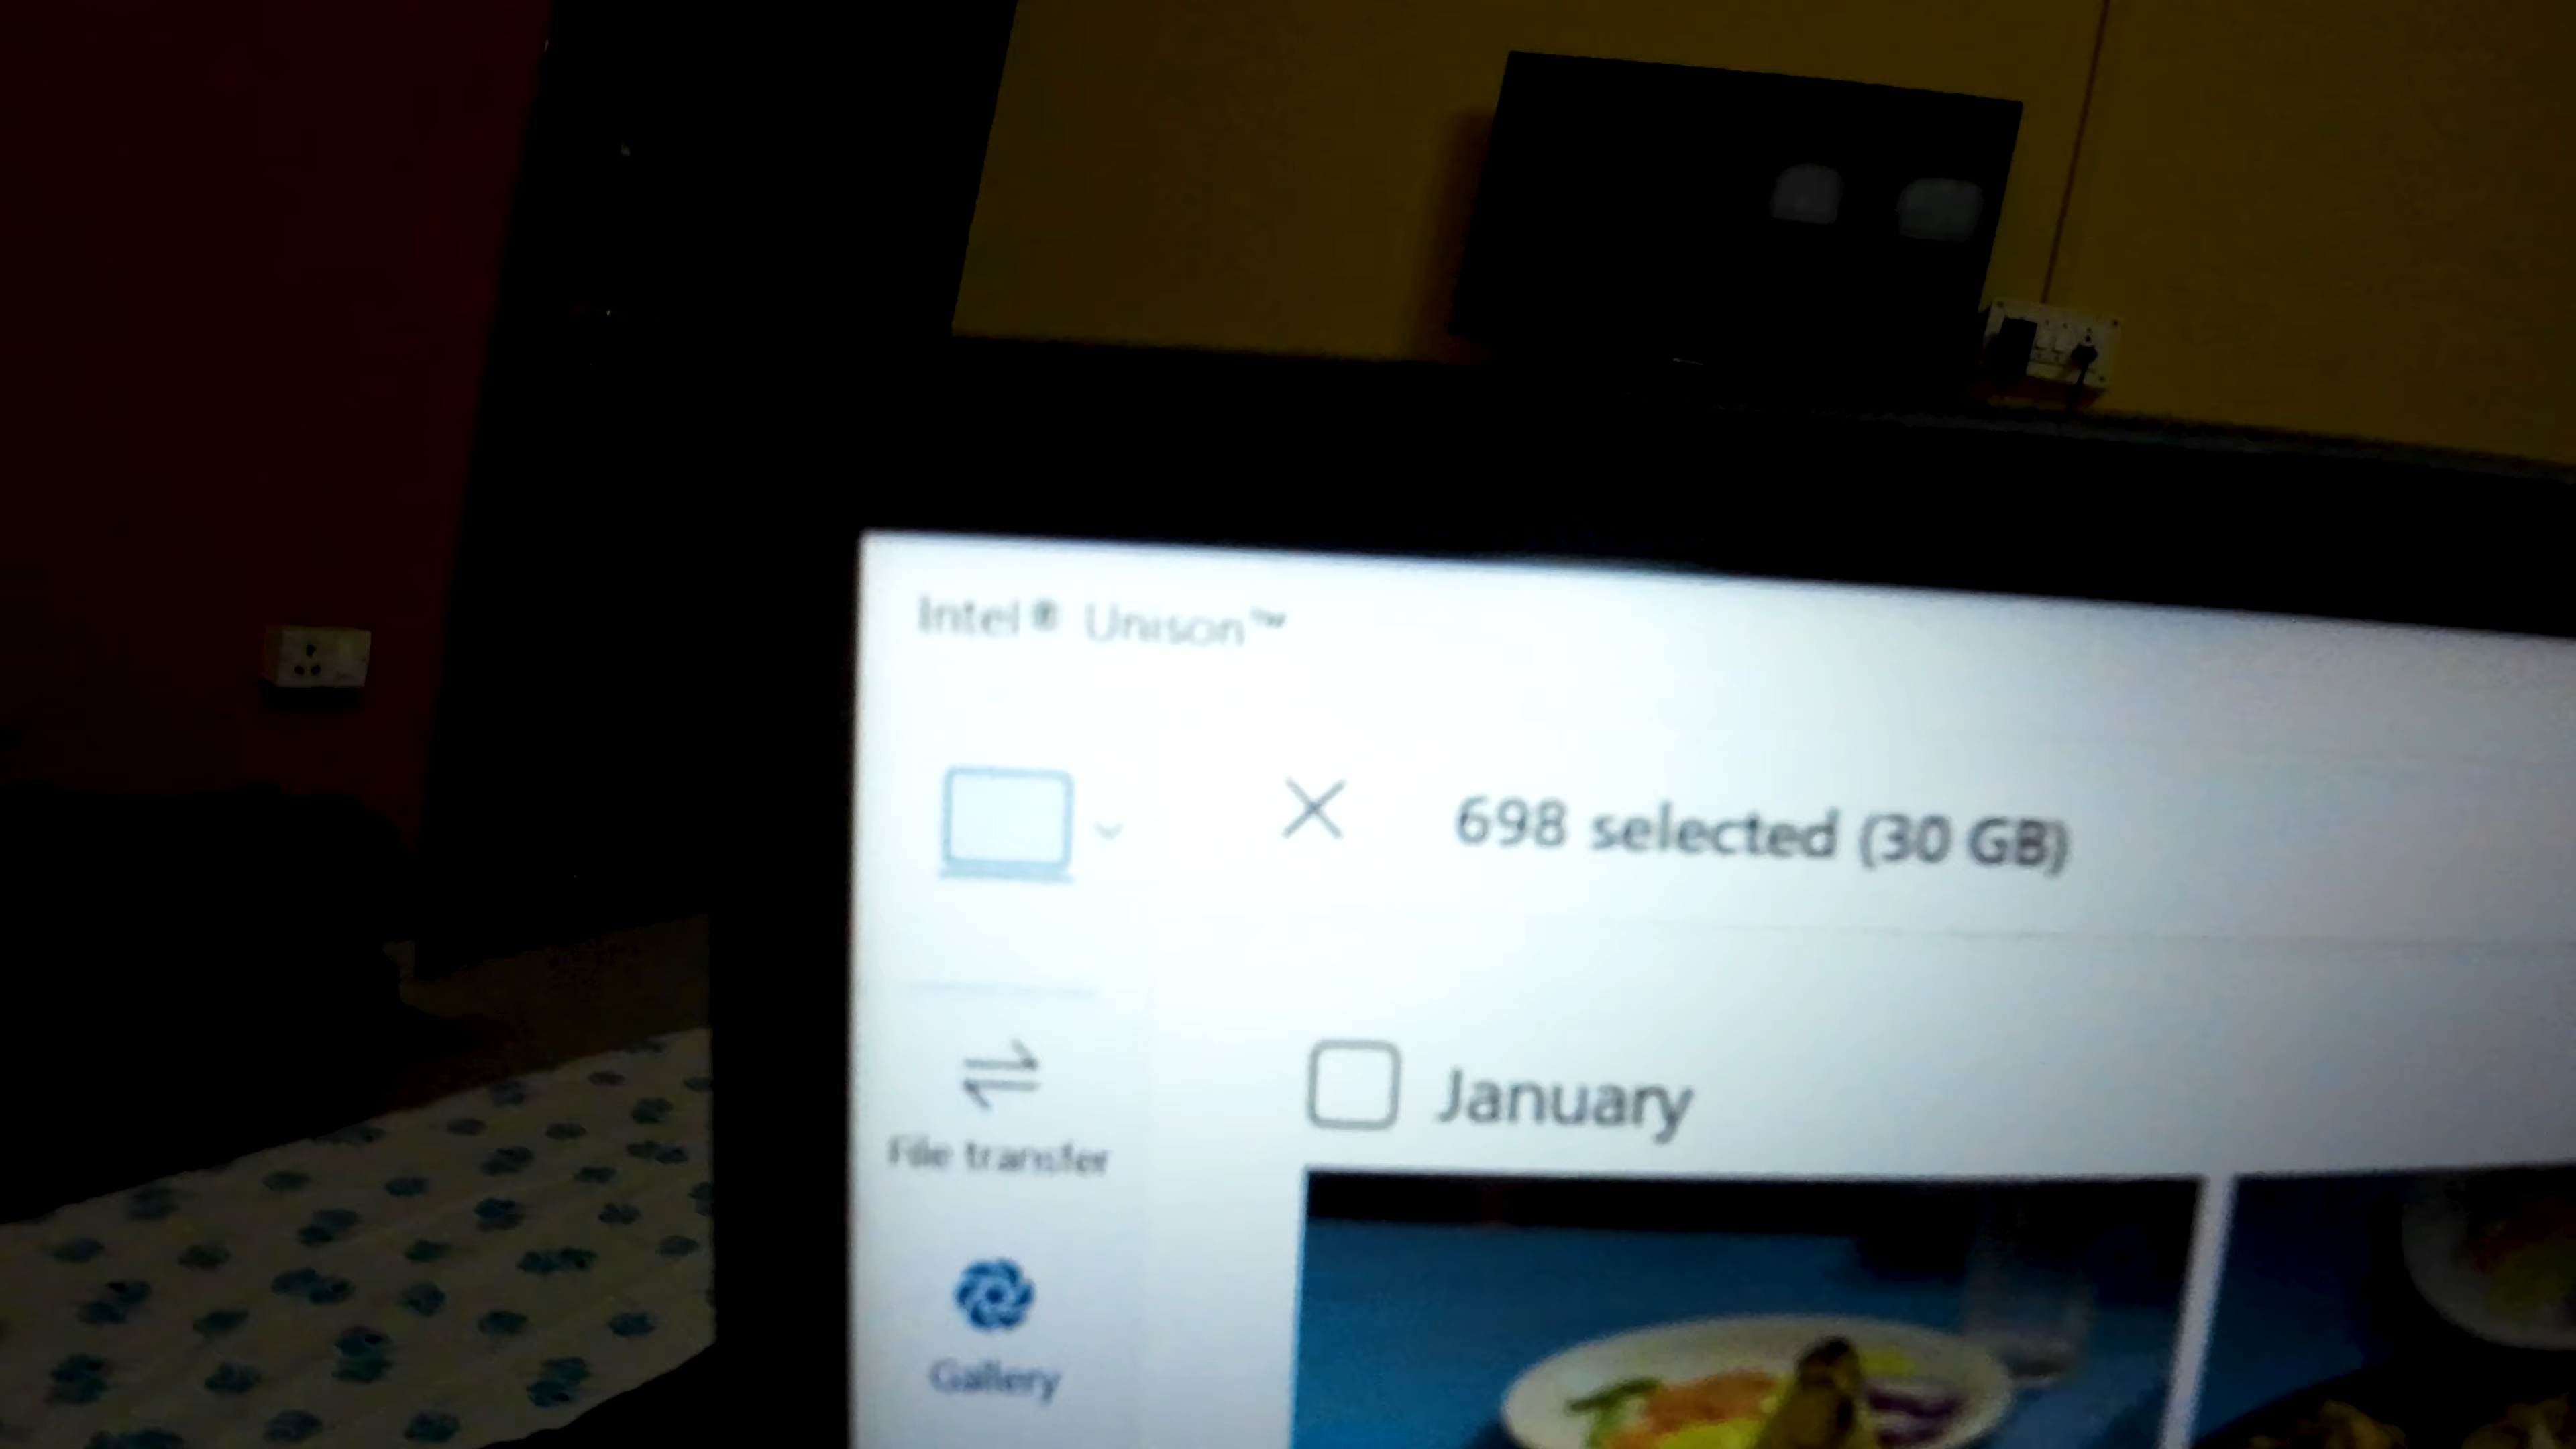 Intel® Unison™
698 selected (30 GB)
January
File transfer
Gallery